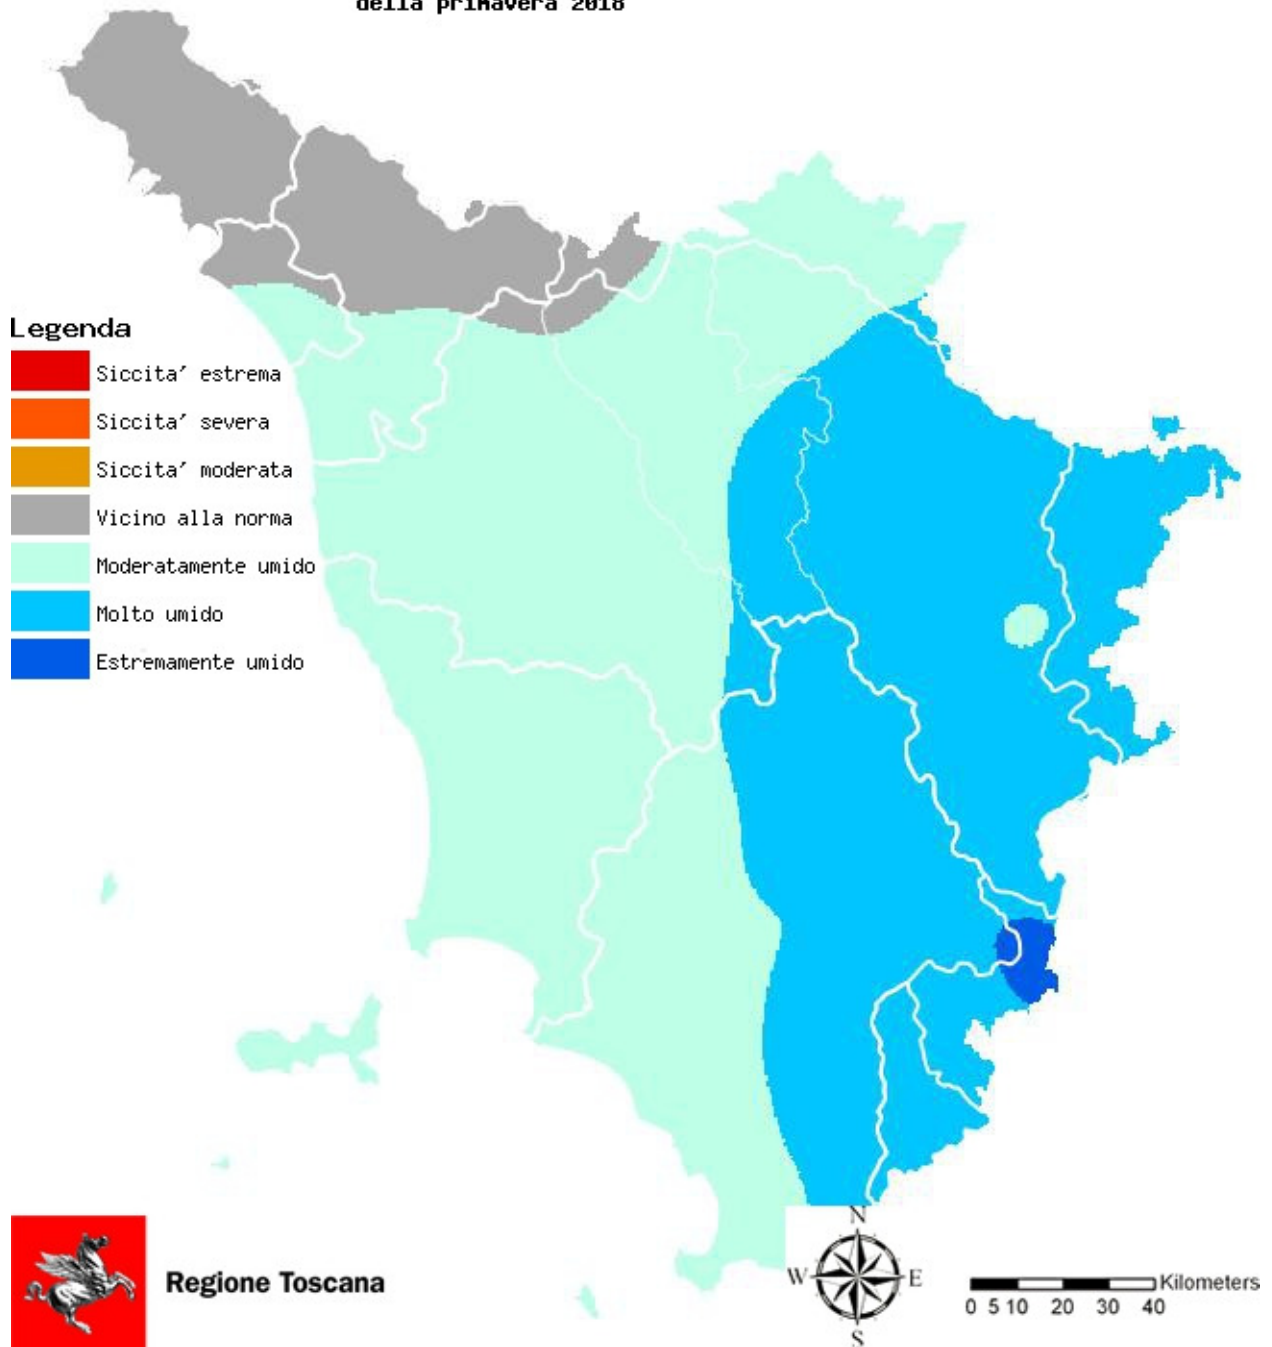 della primavera 2018
Legenda
Siccita' estrema
Siccita' severa
Siccita' moderata
Vicino alla norma
Moderatamente umido
Molto umido
Estremamente umido
Regione Toscana
N
W E
S
Kilometers
0 5 10 20 30 40